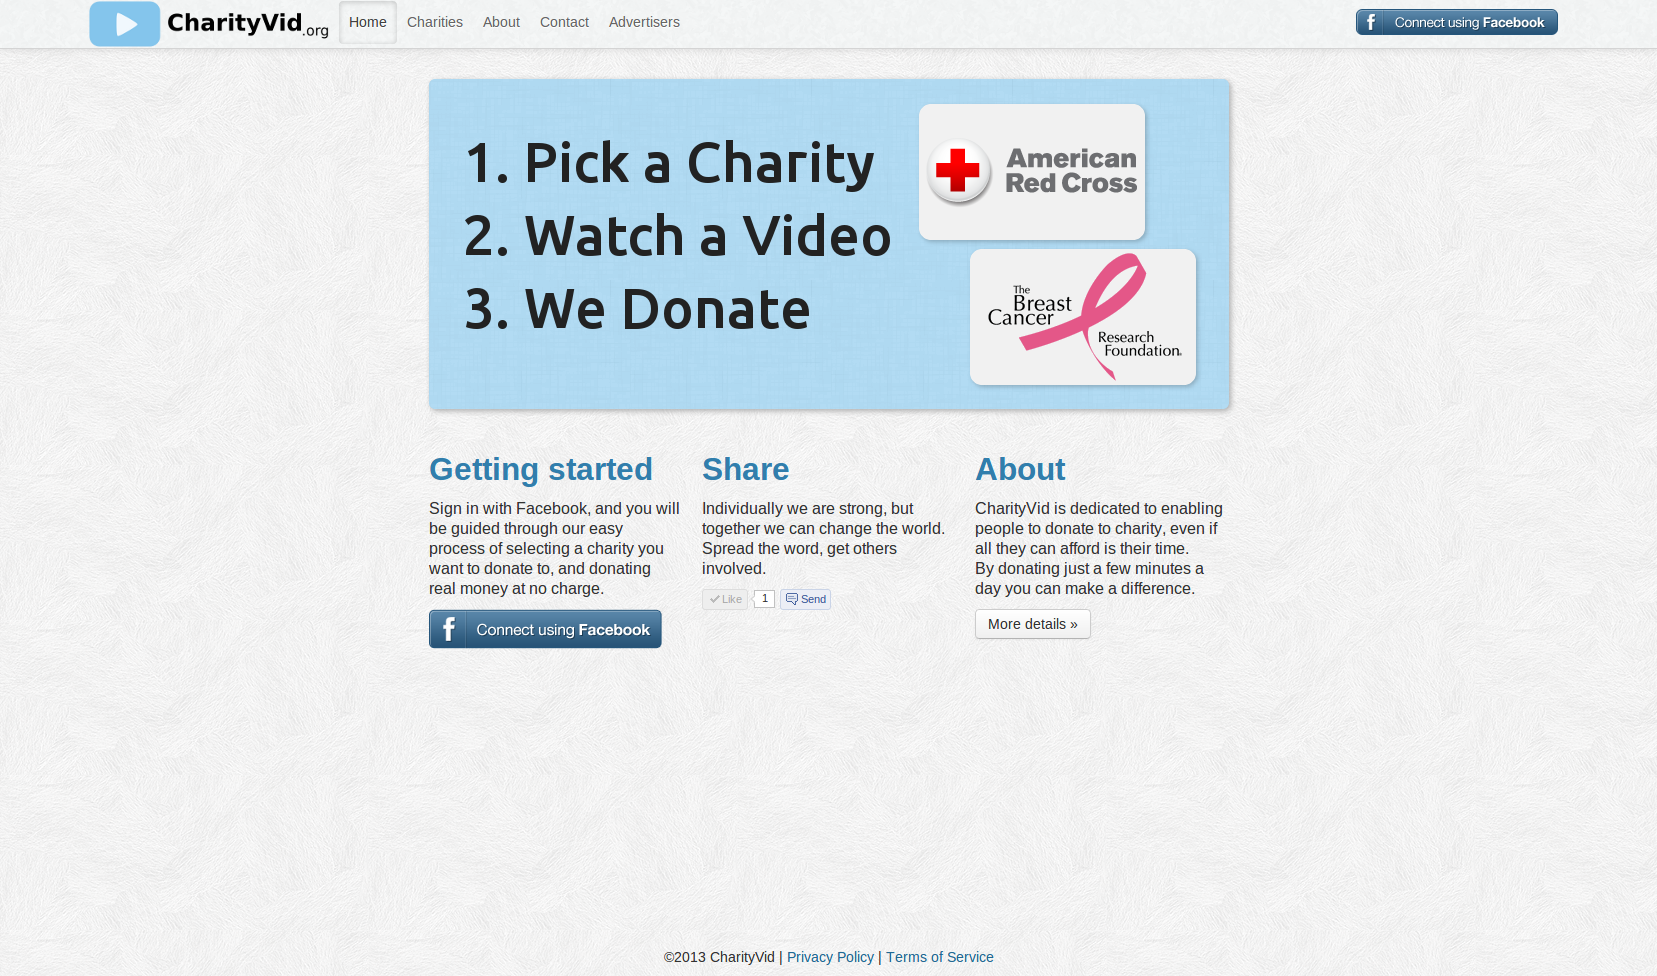 CharityVid.org
Home Charities About Contact Advertisers
f Connect using Facebook
1. Pick a Charity
2. Watch a Video
3. We Donate
American
Red Cross
The
Breast
Cancer
Research
Foundation.
Getting started
Sign in with Facebook, and you will
be guided through our easy
process of selecting a charity you
want to donate to, and donating
real money at no charge.
f Connect using Facebook
Share
Individually we are strong, but
together we can change the world.
Spread the word, get others
involved.
Like 1 Send
About
CharityVid is dedicated to enabling
people to donate to charity, even if
all they can afford is their time.
By donating just a few minutes a
day you can make a difference.
More details »
©2013 CharityVid | Privacy Policy | Terms of Service